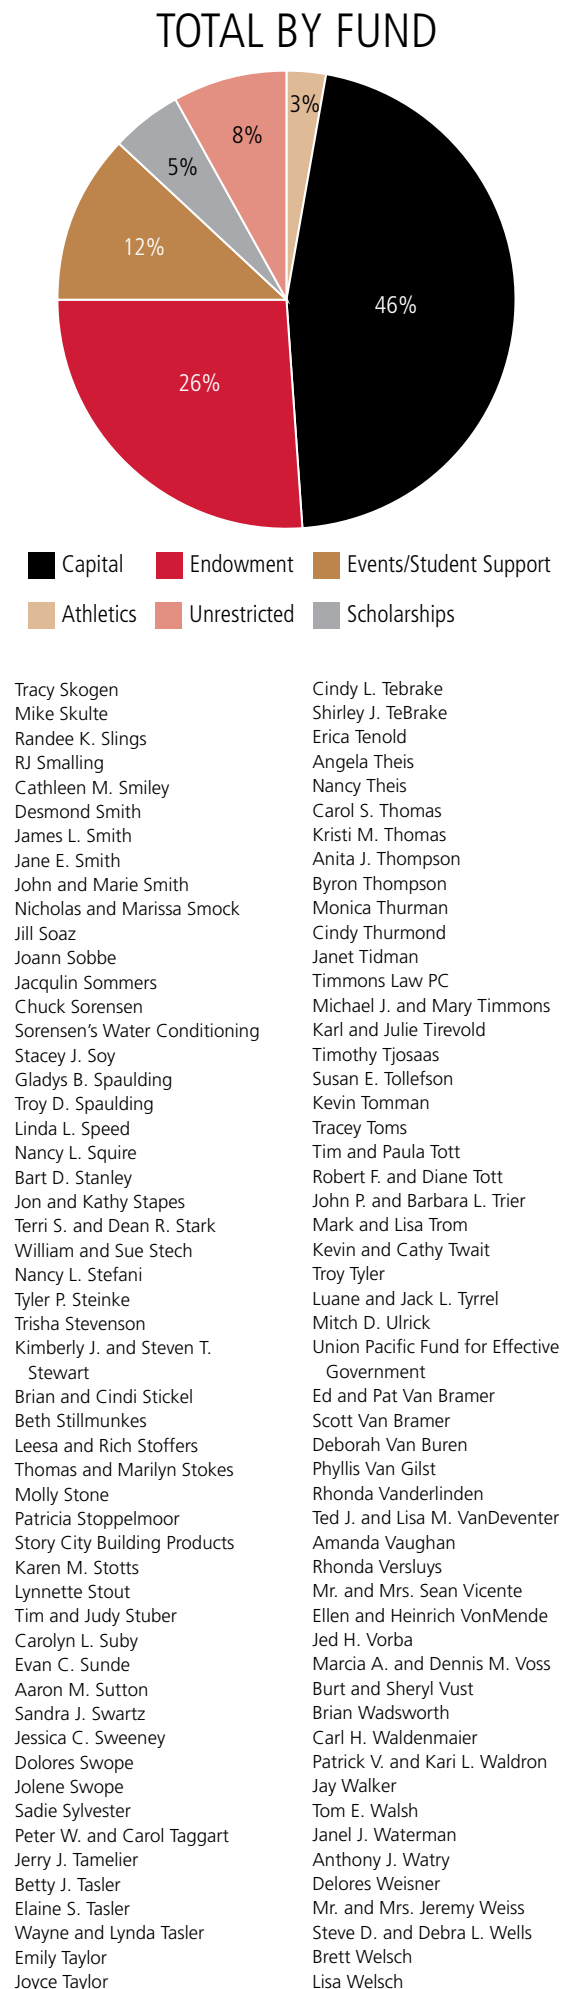 TOTAL BY FUND
3%
8%
5%
12%
46%
26%
Capital
Endowment
Events/Student Support
Athletics
Unrestricted
Scholarships
Tracy Skogen
Mike Skulte
Randee K. Slings
RJ Smalling
Cathleen M. Smiley
Desmond Smith
James L. Smith
Jane E. Smith
John and Marie Smith
Nicholas and Marissa Smock
Jill Soaz
Joann Sobbe
Jacqulin Sommers
Chuck Sorensen
Sorensen’s Water Conditioning
Stacey J. Soy
Gladys B. Spaulding
Troy D. Spaulding
Linda L. Speed
Nancy L. Squire
Bart D. Stanley
Jon and Kathy Stapes
Terri S. and Dean R. Stark
William and Sue Stech
Nancy L. Stefani
Tyler P. Steinke
Trisha Stevenson
Kimberly J. and Steven T.
Stewart
Brian and Cindi Stickel
Beth Stillmunkes
Leesa and Rich Stoffers
Thomas and Marilyn Stokes
Molly Stone
Patricia Stoppelmoor
Story City Building Products
Karen M. Stotts
Lynnette Stout
Tim and Judy Stuber
Carolyn L. Suby
Evan C. Sunde
Aaron M. Sutton
Sandra J. Swartz
Jessica C. Sweeney
Dolores Swope
Jolene Swope
Sadie Sylvester
Peter W. and Carol Taggart
Jerry J. Tamelier
Betty J. Tasler
Elaine S. Tasler
Wayne and Lynda Tasler
Emily Taylor
Joyce Taylor
Cindy L. Tebrake
Shirley J. TeBrake
Erica Tenold
Angela Theis
Nancy Theis
Carol S. Thomas
Kristi M. Thomas
Anita J. Thompson
Byron Thompson
Monica Thurman
Cindy Thurmond
Janet Tidman
Timmons Law PC
Michael J. and Mary Timmons
Karl and Julie Tirevold
Timothy Tjosaas
Susan E. Tollefson
Kevin Tomman
Tracey Toms
Tim and Paula Tott
Robert F. and Diane Tott
John P. and Barbara L. Trier
Mark and Lisa Trom
Kevin and Cathy Twait
Troy Tyler
Luane and Jack L. Tyrrel
Mitch D. Ulrick
Union Pacific Fund for Effective
Government
Ed and Pat Van Bramer
Scott Van Bramer
Deborah Van Buren
Phyllis Van Gilst
Rhonda Vanderlinden
Ted J. and Lisa M. VanDeventer
Amanda Vaughan
Rhonda Versluys
Mr. and Mrs. Sean Vicente
Ellen and Heinrich VonMende
Jed H. Vorba
Marcia A. and Dennis M. Voss
Burt and Sheryl Vust
Brian Wadsworth
Carl H. Waldenmaier
Patrick V. and Kari L. Waldron
Jay Walker
Tom E. Walsh
Janel J. Waterman
Anthony J. Watry
Delores Weisner
Mr. and Mrs. Jeremy Weiss
Steve D. and Debra L. Wells
Brett Welsch
Lisa Welsch